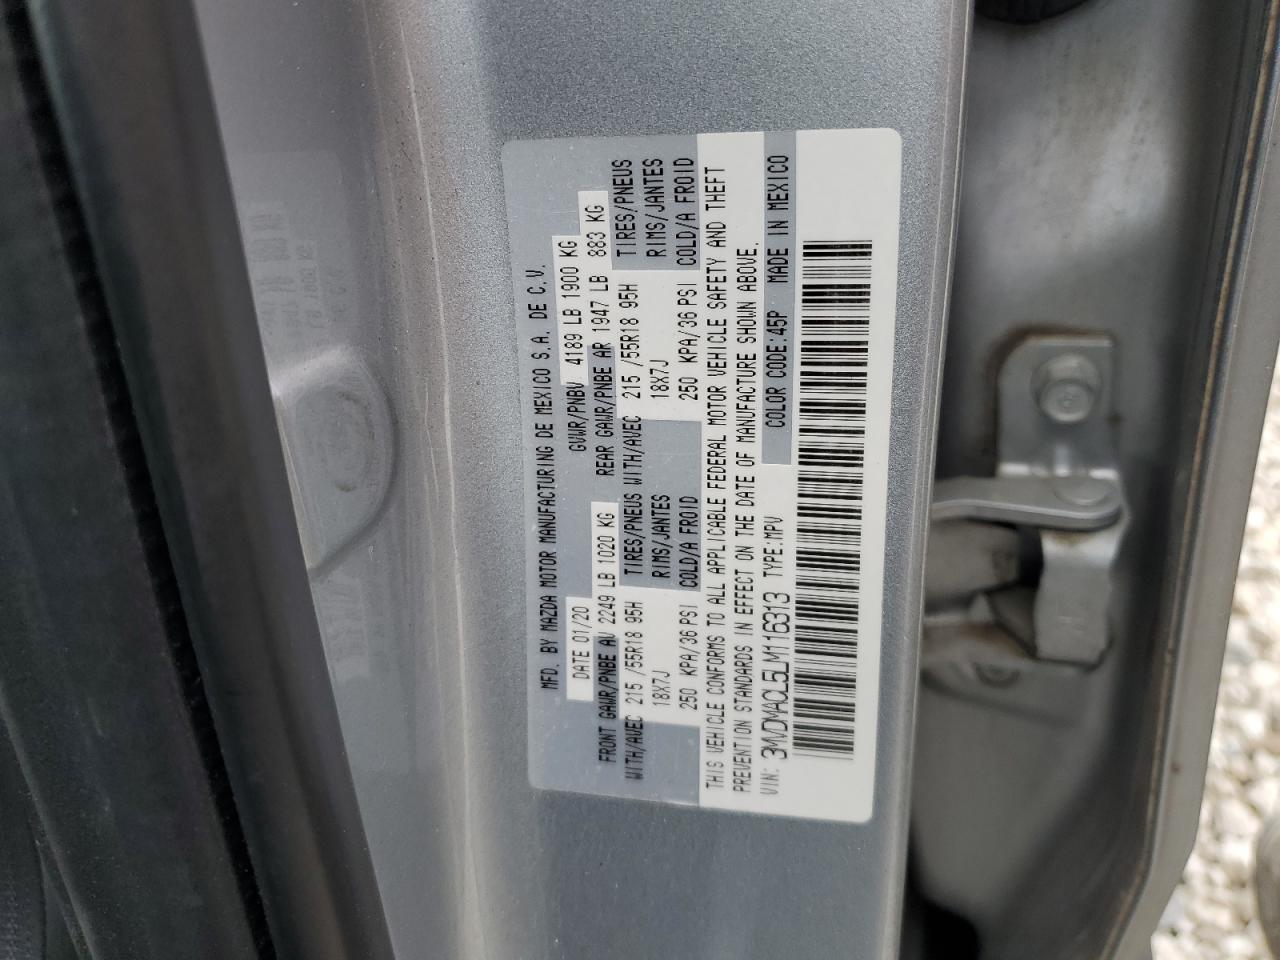 MFD. BY MAZDA MOTOR MANUFACTURING DE MEXICO S.A. DE C.V.
DATE 01/20 GVWR/PNBV 4189 LB 1900 KG
FRONT GAWR/PNBE AV 2249 LB 1020 KG REAR GAWR/PNBE AR 1947 LB 883 KG
WITH/AVEC 215 /55R18 95H TIRES/PNEUS WITH/AVEC 215 /55R18 95H TIRES/PNEUS
18X7J RIMS/JANTES 18X7J RIMS/JANTES
250 KPA/36 PSI COLD/A FROID 250 KPA/36 PSI COLD/A FROID
THIS VEHICLE CONFORMS TO ALL APPLICABLE FEDERAL MOTOR VEHICLE SAFETY AND THEFT
PREVENTION STANDARDS IN EFFECT ON THE DATE OF MANUFACTURE SHOWN ABOVE.
VIN: 3MVDMACL5LM116313 TYPE:MPV COLOR CODE:45P MADE IN MEXICO